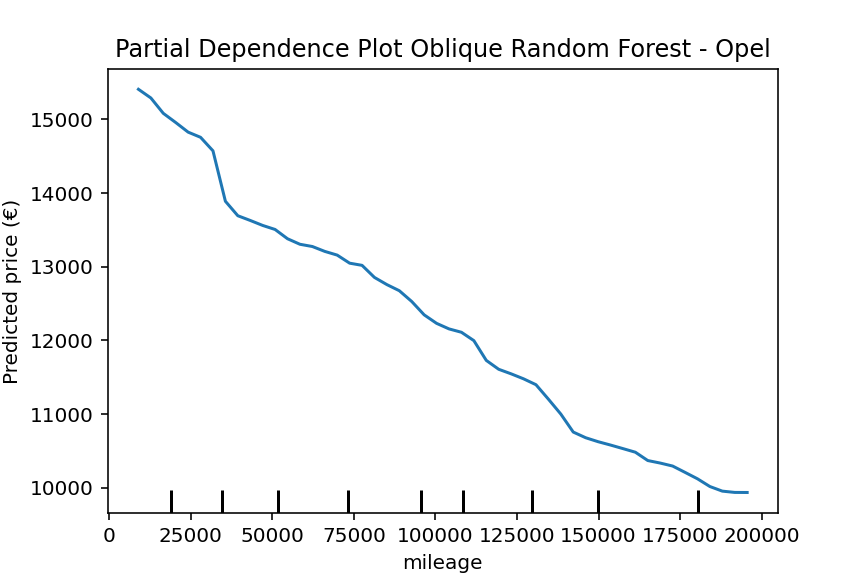 Partial Dependence Plot Oblique Random Forest - Opel
Predicted price (€)
15000
14000
13000
12000
11000
10000
0 25000 50000 75000 100000 125000 150000 175000 200000
mileage